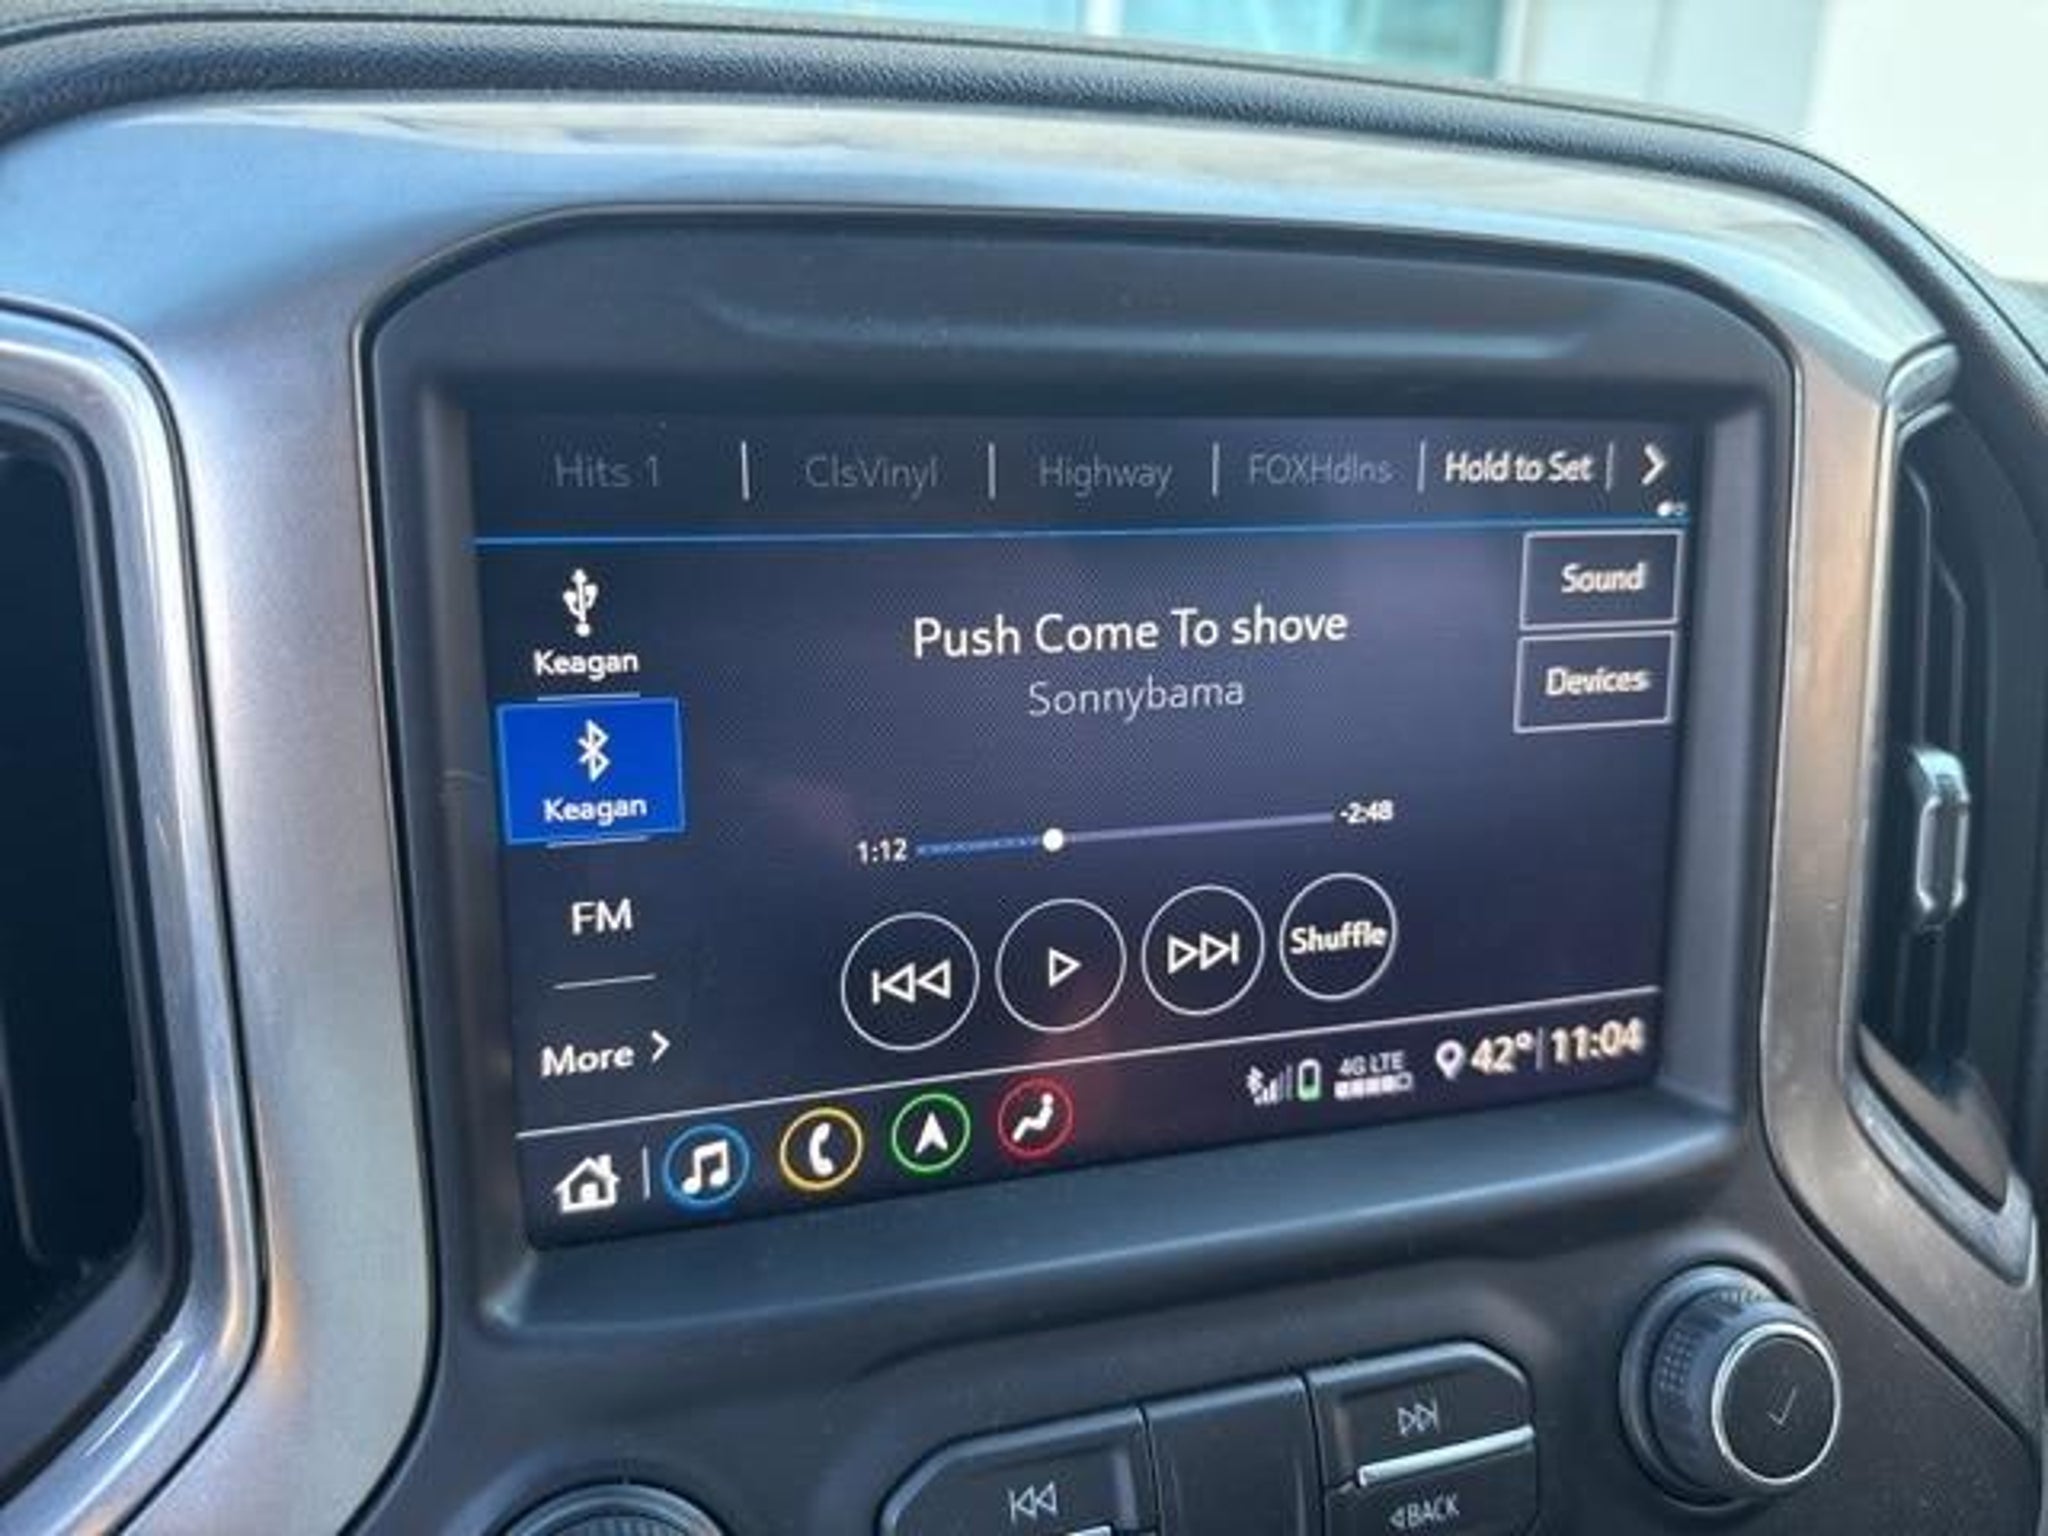 Hits 1 | ClsVinyl | Highway | FOXHdlns | Hold to Set |
Sound
Keagan
Push Come To shove
Devices
Sonnybama
Keagan
1:12
-2:48
FM
Shuffle
More
4G LTE
42° | 11:04
BACK